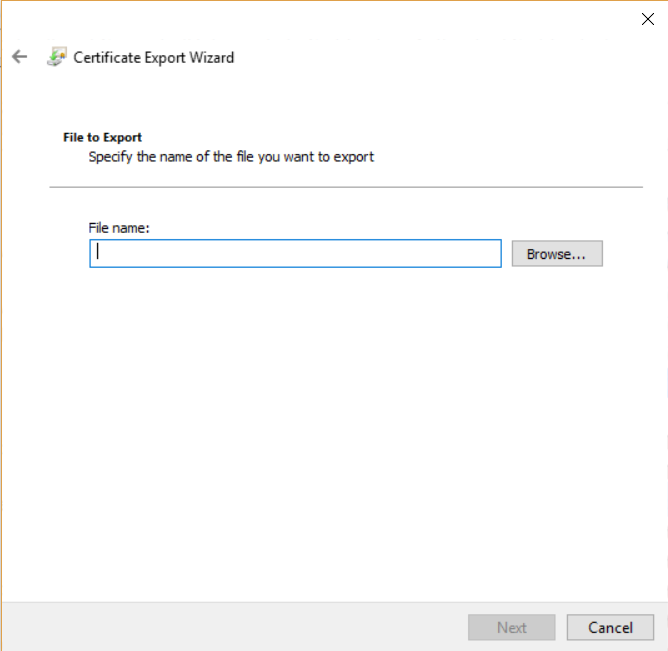 Certificate Export Wizard
File to Export
Specify the name of the file you want to export
File name:
Browse...
Next
Cancel